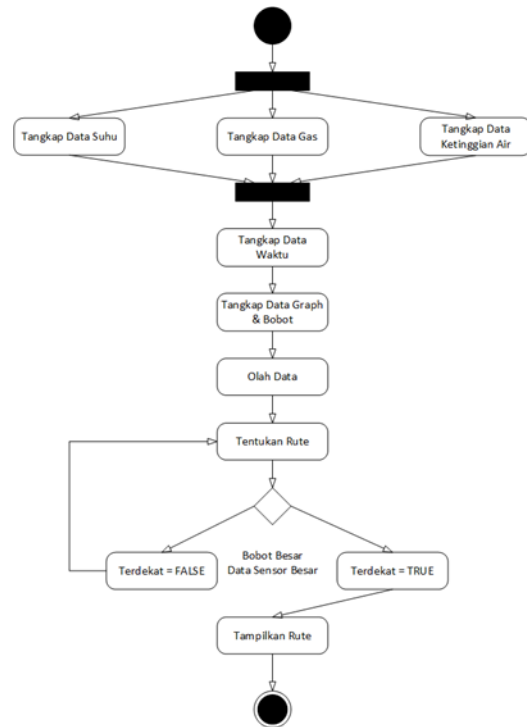 Tangkap Data Suhu
Tangkap Data Gas
Tangkap Data
Ketinggian Air
Tangkap Data
Waktu
Tangkap Data Graph
& Bobot
Olah Data
Tentukan Rute
Terdekat = FALSE
Bobot Besar
Data Sensor Besar
Terdekat = TRUE
Tampilkan Rute